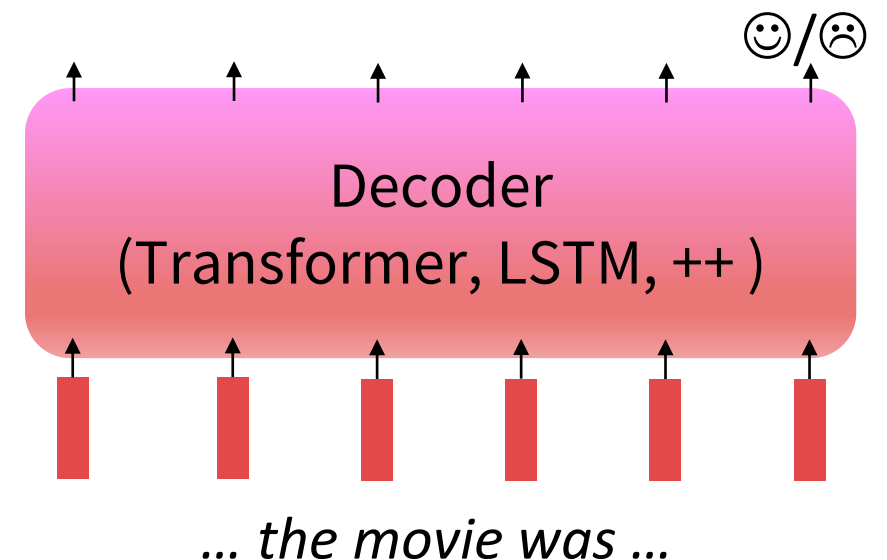 ☺/☹
Decoder
(Transformer, LSTM, ++ )
... the movie was ...